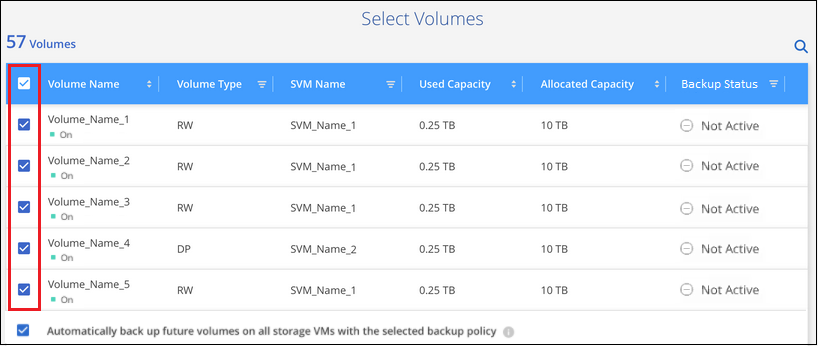 Select Volumes
57 Volumes
Volume Name Volume Type SVM Name Used Capacity Allocated Capacity Backup Status
Volume_Name_1 RW SVM_Name_1 0.25 TB 10 TB Not Active
On
Volume_Name_2 RW SVM_Name_1 0.25 TB 10 TB Not Active
On
Volume_Name_3 RW SVM_Name_1 0.25 TB 10 TB Not Active
On
Volume_Name_4 DP SVM_Name_2 0.25 TB 10 TB Not Active
On
Volume_Name_5 RW SVM_Name_1 0.25 TB 10 TB Not Active
On
Automatically back up future volumes on all storage VMs with the selected backup policy